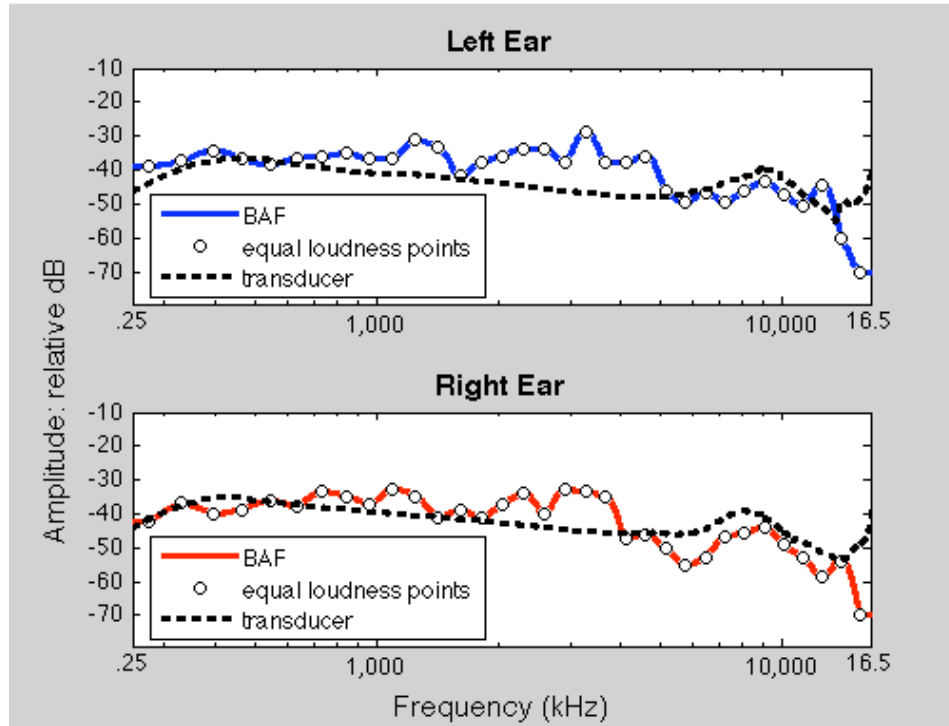 Left Ear
-10
-20
-30
-40
-50
-60
-70
BAF
equal loudness points
transducer
.25
1,000
10,000
16.5
Amplitude: relative dB
Right Ear
-10
-20
-30
-40
-50
-60
-70
BAF
equal loudness points
transducer
.25
1,000
10,000
16.5
Frequency (kHz)